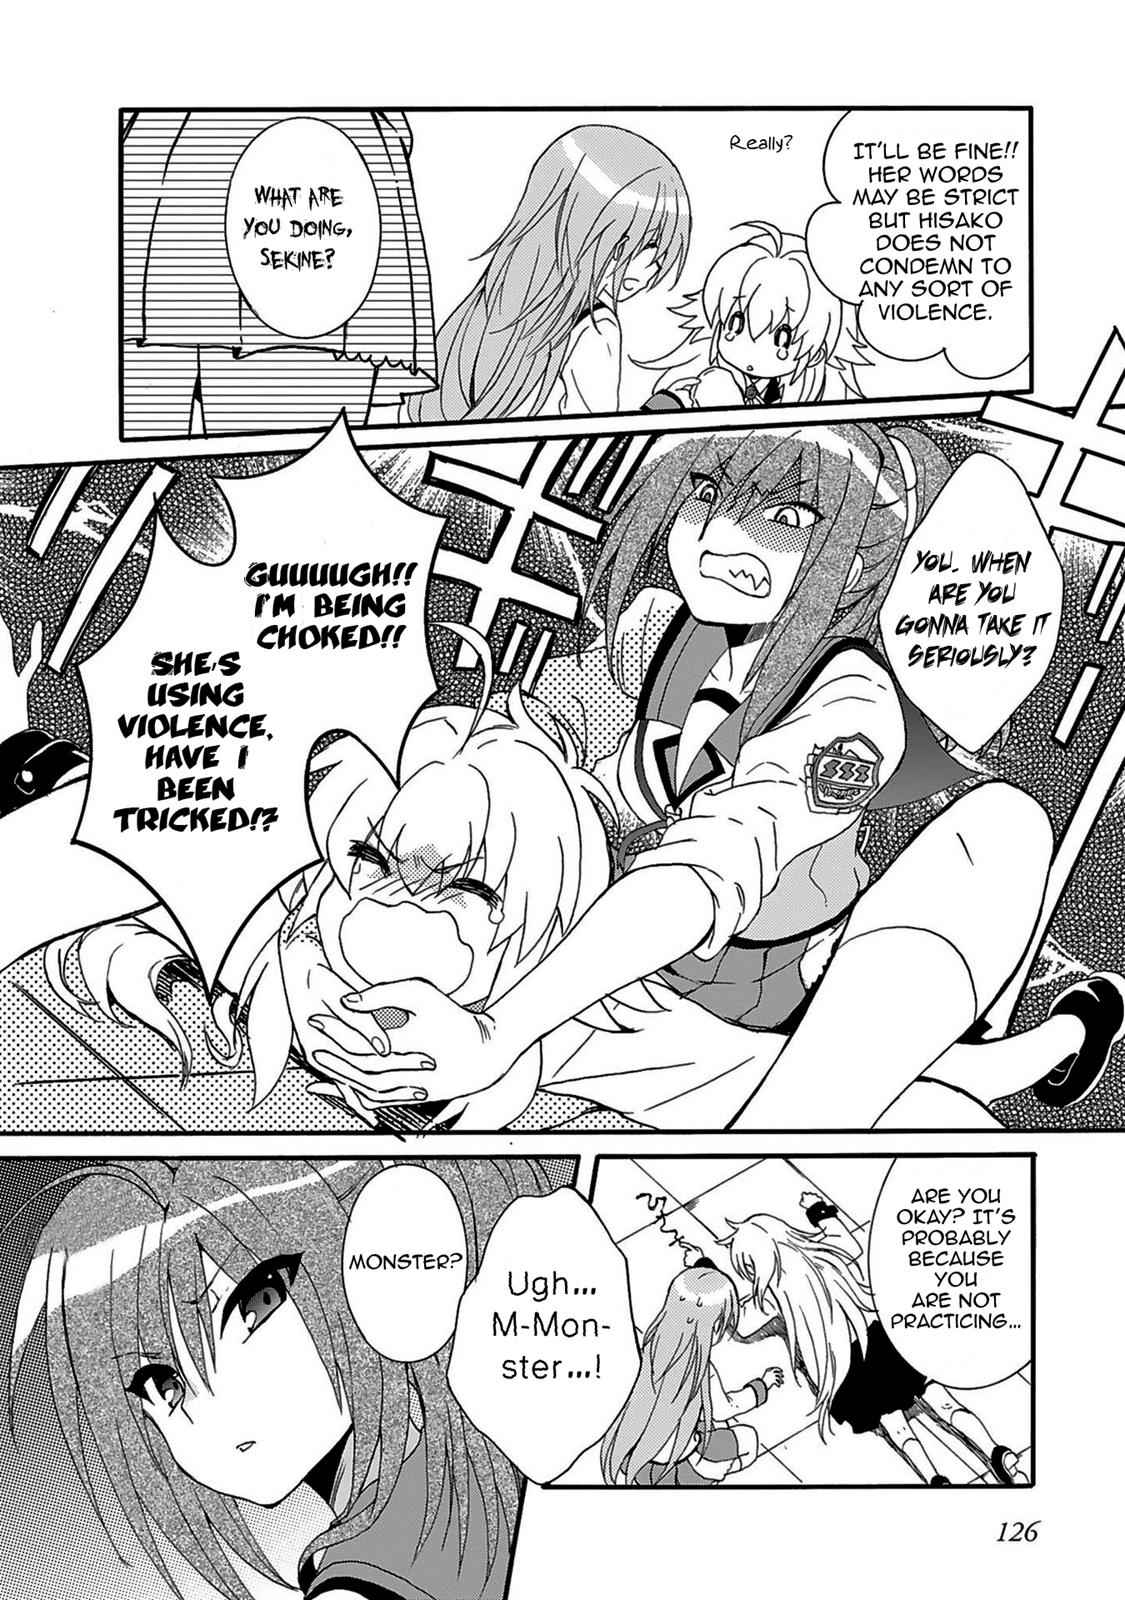 IT'LL BE FINE!!
HER WORDS
MAY BE STRICT
BUT HISAKO
DOES NOT
CONDEMN TO
ANY SORT OF
VIOLENCE.
Really?
WHAT ARE
YOU DOING,
SEKINE?
YOU. WHEN
ARE YOU
GONNA TAKE IT
SERIOUSLY?
SSS
GUUUUGH!!
I'M BEING
CHOKED!!
SHE'S
USING
VIOLENCE,
HAVE I
BEEN
TRICKED!?
ARE YOU
OKAY? IT'S
PROBABLY
BECAUSE
YOU
ARE NOT
PRACTICING...
Ugh...
M-Mon-
ster...!
MONSTER?
126